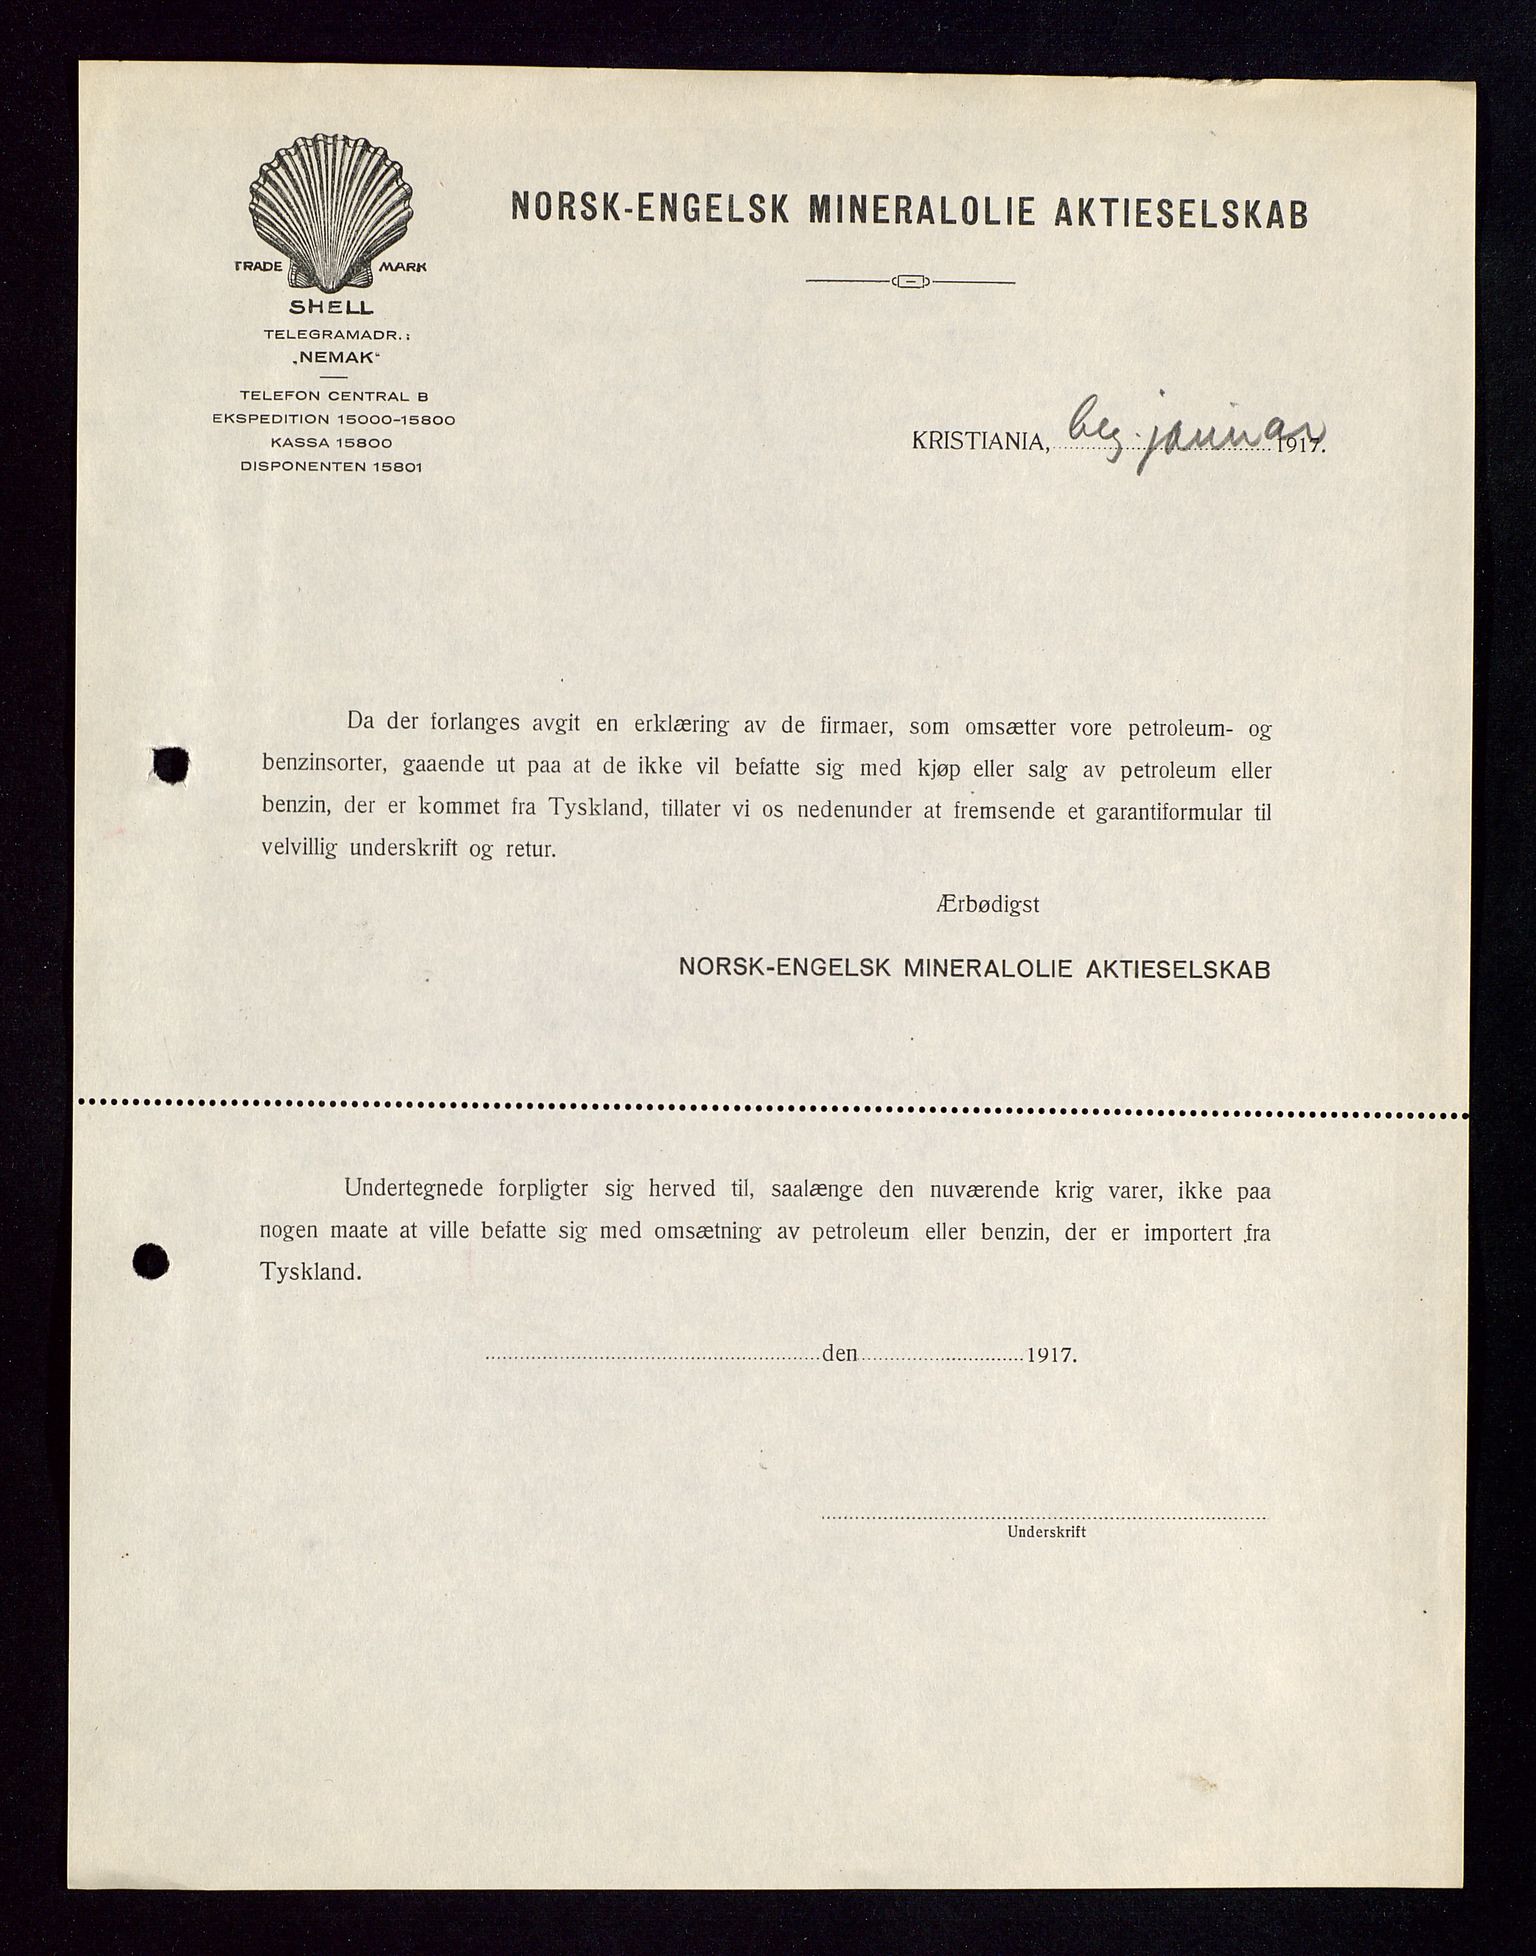 NORSK-ENGELSK MINERALOLIE AKTIESELSKAB
TRADE MARK
SHELL
TELEGRAMADR.:
„NEMAK“
TELEFON CENTRAL B
EKSPEDITION 15000-15800
KASSA 15800
DISPONENTEN 15801
KRISTIANIA, beg. januar 1917.
Da der forlanges avgit en erklæring av de firmaer, som omsætter vore petroleum- og
benzinsorter, gaaende ut paa at de ikke vil befatte sig med kjøp eller salg av petroleum eller
benzin, der er kommet fra Tyskland, tillater vi os nedenunder at fremsende et garantiformular til
velvillig underskrift og retur.
Ærbødigst
NORSK-ENGELSK MINERALOLIE AKTIESELSKAB
Undertegnede forpligter sig herved til, saalænge den nuværende krig varer, ikke paa
nogen maate at ville befatte sig med omsætning av petroleum eller benzin, der er importert fra
Tyskland.
den 1917.
Underskrift